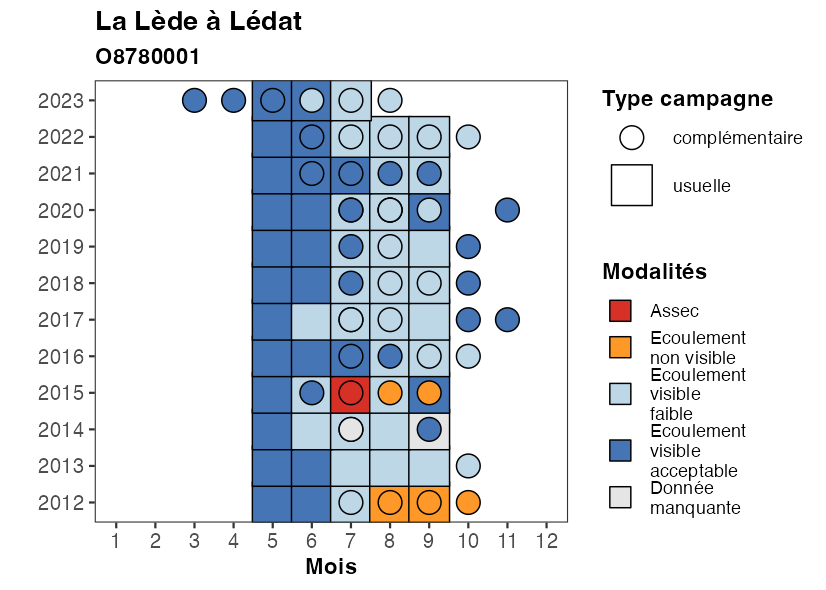 La Lède à Lédat
O8780001
2023
2022
2021
2020
2019
2018
2017
2016
2015
2014
2013
2012
1 2 3 4 5 6 7 8 9 10 11 12
Mois
Type campagne
complémentaire
usuelle
Modalités
Assec
Ecoulement
non visible
Ecoulement
visible
faible
Ecoulement
visible
acceptable
Donnée
manquante